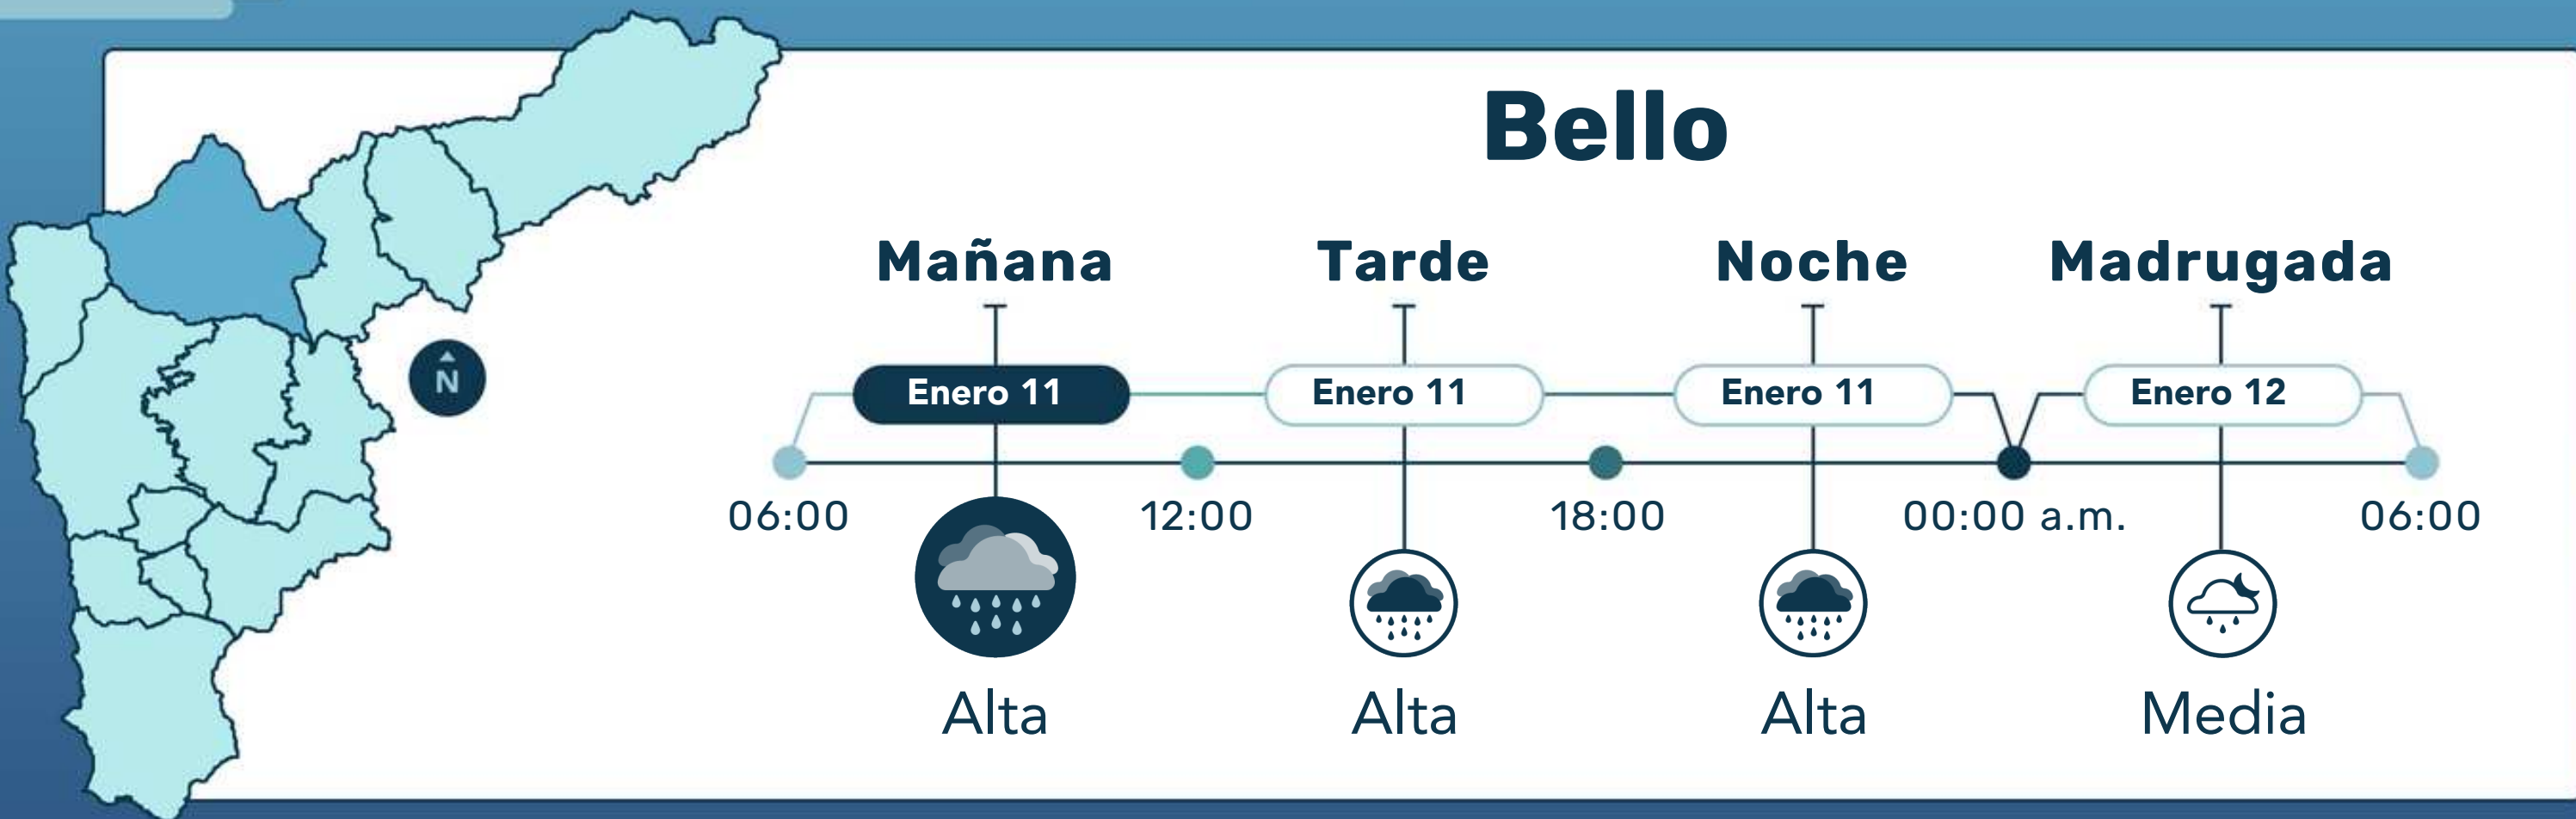 Bello
Mañana Tarde Noche Madrugada
Enero 11 Enero 11 Enero 11 Enero 12
N
06:00 12:00 18:00 00:00 a.m. 06:00
Alta Alta Alta Media